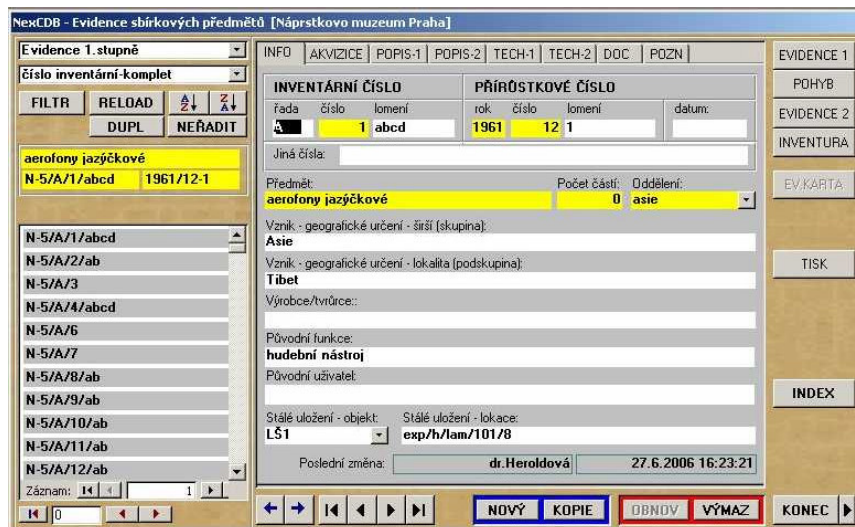 NexCDB - Evidence sbírkových předmětů [Náprstkovo muzeum Praha]
Evidence 1.stupně
číslo inventární-komplet
FILTR RELOAD
DUPL NEŘADIT
aerofony jazýčkové
N-5/A/1/abcd 1961/12-1
N-5/A/1/abcd
N-5/A/2/ab
N-5/A/3
N-5/A/4/abcd
N-5/A/6
N-5/A/7
N-5/A/8/ab
N-5/A/9/ab
N-5/A/10/ab
N-5/A/11/ab
N-5/A/12/ab
Záznam: 1
0
INFO AKVIZICE POPIS-1 POPIS-2 TECH-1 TECH-2 DOC POZN
INVENTÁRNÍ ČÍSLO PŘÍRŮSTKOVÉ ČÍSLO
řada číslo lomení rok číslo lomení datum:
A 1 abcd 1961 12 1
Jiná čísla:
Předmět: Počet částí: Oddělení:
aerofony jazýčkové 0 asie
Vznik - geografické určení - širší (skupina):
Asie
Vznik - geografické určení - lokalita (podskupina):
Tibet
Výrobce/tvrůrce::
Původní funkce:
hudební nástroj
Původní uživatel:
Stálé uložení - objekt: Stálé uložení - lokace:
LŠ1 exp/h/lam/101/8
Poslední změna: dr.Heroldová 27.6.2006 16:23:21
NOVÝ KOPIE OBNOV VÝMAZ
EVIDENCE 1
POHYB
EVIDENCE 2
INVENTURA
EV.KARTA
TISK
INDEX
KONEC